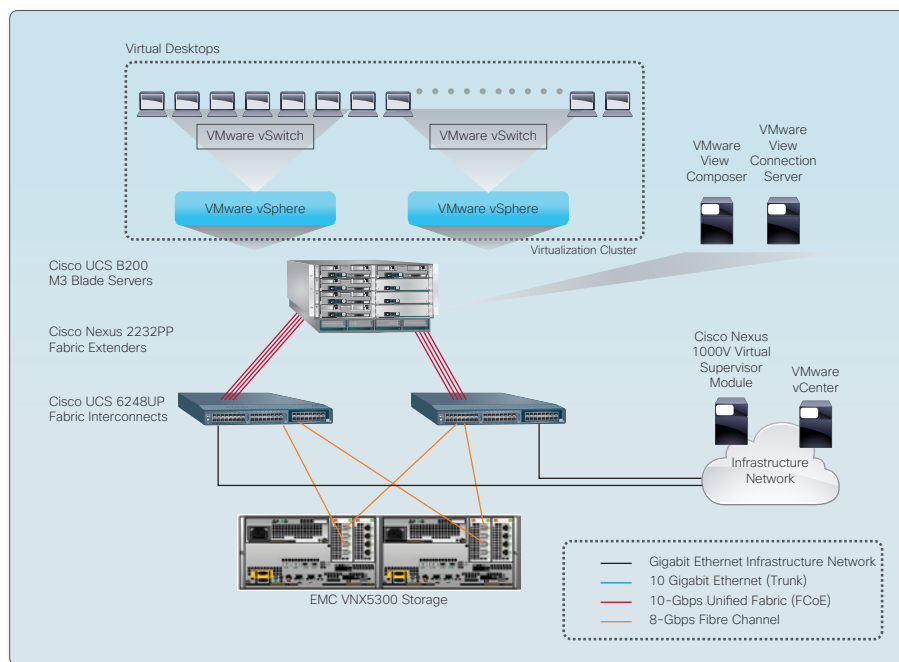 Virtual Desktops
VMware vSwitch
VMware vSwitch
VMware vSphere
VMware vSphere
Virtualization Cluster
VMware
View
Composer
VMware
View
Connection
Server
Cisco UCS B200
M3 Blade Servers
Cisco Nexus 2232PP
Fabric Extenders
Cisco UCS 6248UP
Fabric Interconnects
Cisco Nexus
1000V Virtual
Supervisor
Module
VMware
vCenter
Infrastructure
Network
EMC VNX5300 Storage
Gigabit Ethernet Infrastructure Network
10 Gigabit Ethernet (Trunk)
10-Gbps Unified Fabric (FCoE)
8-Gbps Fibre Channel